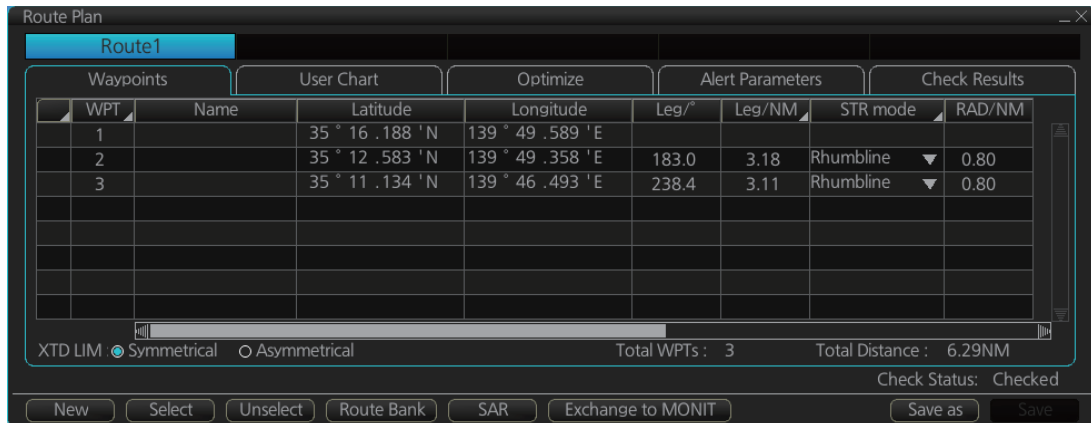 Route Plan
Route1
Waypoints User Chart Optimize Alert Parameters Check Results
WPT Name Latitude Longitude Leg/° Leg/NM STR mode RAD/NM
1 35 ° 16 .188 'N 139 ° 49 .589 'E
2 35 ° 12 .583 'N 139 ° 49 .358 'E 183.0 3.18 Rhumbline 0.80
3 35 ° 11 .134 'N 139 ° 46 .493 'E 238.4 3.11 Rhumbline 0.80
XTD LIM : Symmetrical Asymmetrical Total WPTs : 3 Total Distance : 6.29NM
Check Status: Checked
New Select Unselect Route Bank SAR Exchange to MONIT Save as Save